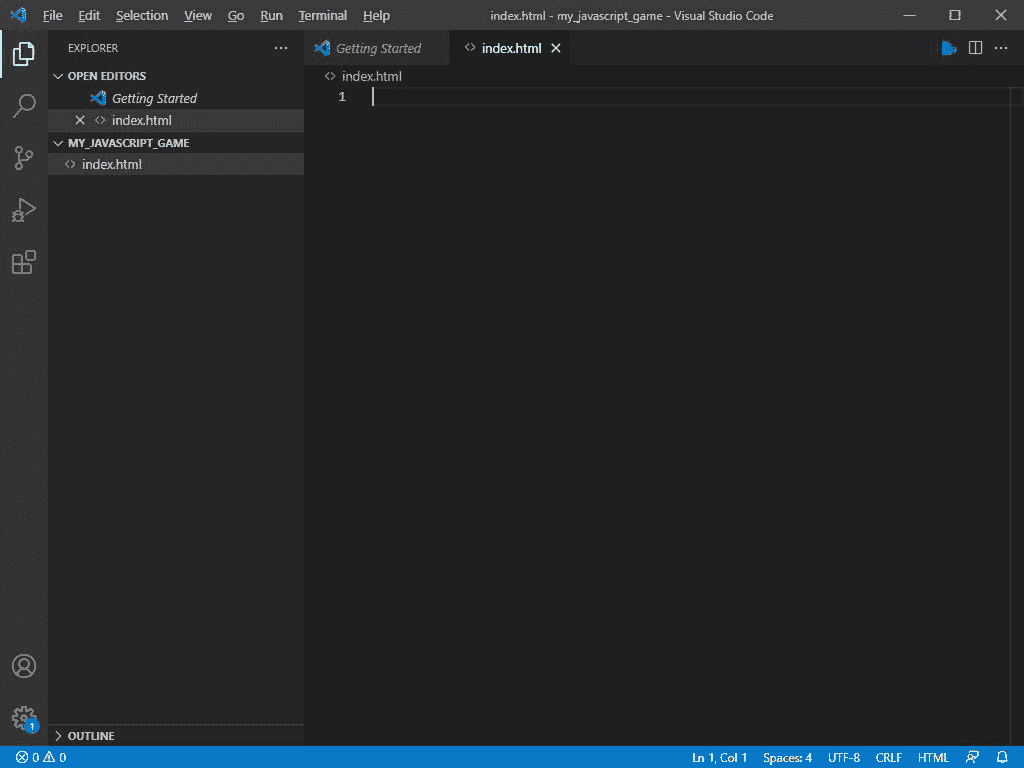 File Edit Selection View Go Run Terminal Help index.html - my_javascript_game - Visual Studio Code
EXPLORER
Getting Started index.html
OPEN EDITORS
Getting Started
index.html
MY_JAVASCRIPT_GAME
index.html
OUTLINE
index.html
1
1
0 0 Ln 1, Col 1 Spaces: 4 UTF-8 CRLF HTML